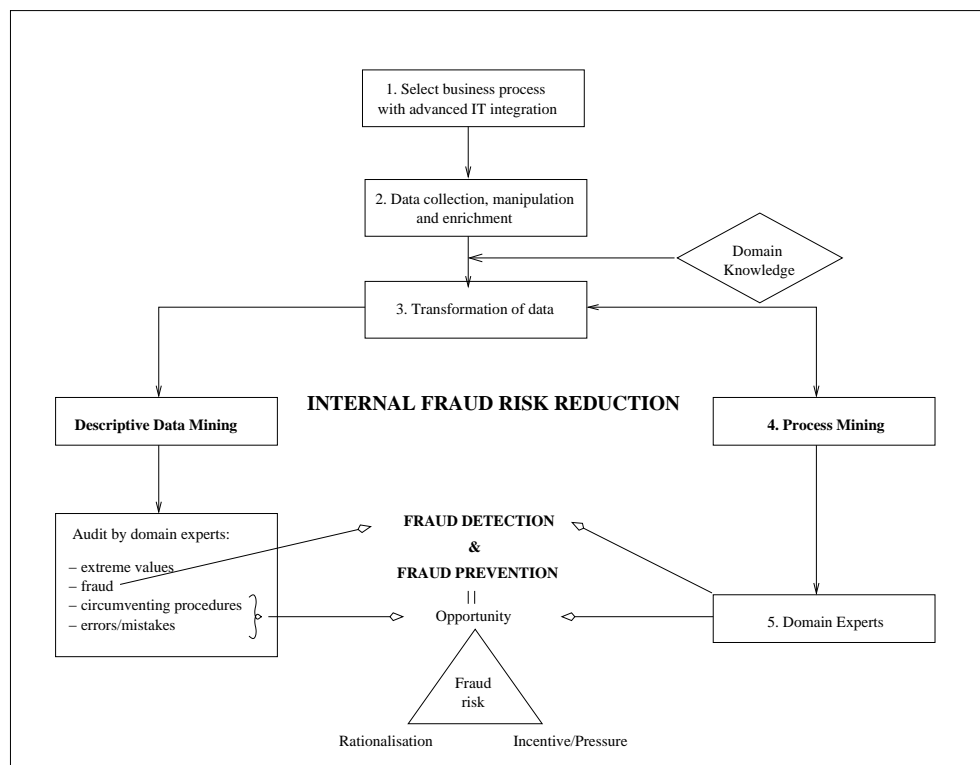 1. Select business process
with advanced IT integration
2. Data collection, manipulation
and enrichment
Domain
Knowledge
3. Transformation of data
INTERNAL FRAUD RISK REDUCTION
Descriptive Data Mining
4. Process Mining
Audit by domain experts:
– extreme values
– fraud
– circumventing procedures
– errors/mistakes
FRAUD DETECTION
&
FRAUD PREVENTION
Opportunity
5. Domain Experts
Fraud
risk
Rationalisation
Incentive/Pressure